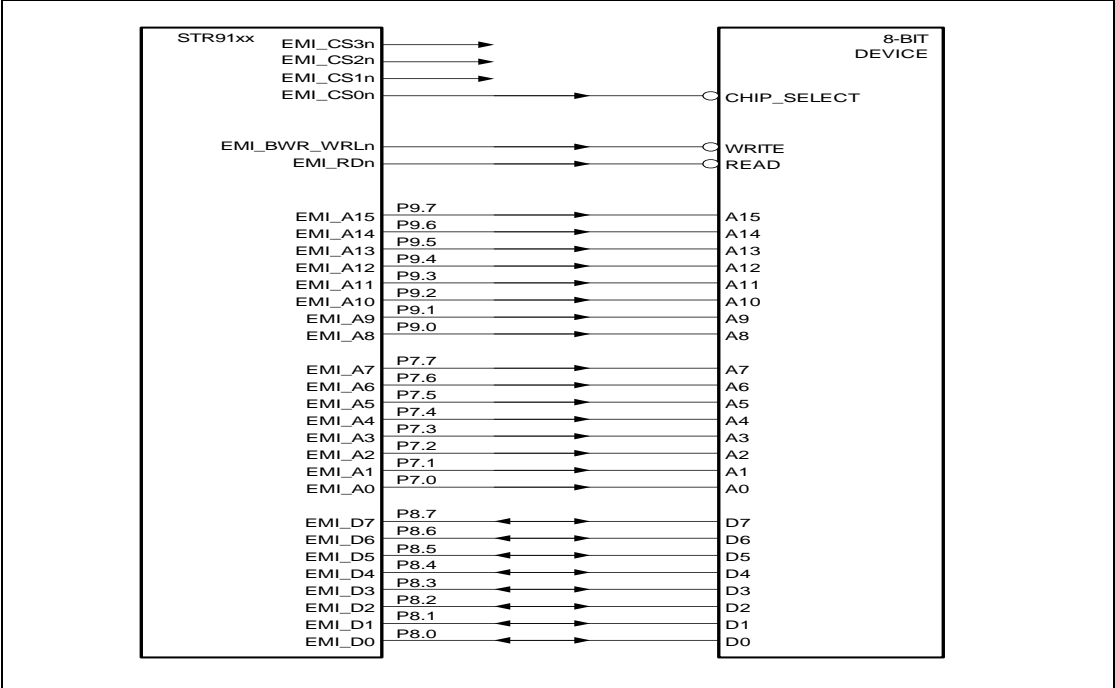 STR91xx
8-BIT
DEVICE
EMI_CS3n
EMI_CS2n
EMI_CS1n
EMI_CS0n CHIP_SELECT
EMI_BWR_WRLn WRITE
EMI_RDn READ
EMI_A15 P9.7 A15
EMI_A14 P9.6 A14
EMI_A13 P9.5 A13
EMI_A12 P9.4 A12
EMI_A11 P9.3 A11
EMI_A10 P9.2 A10
EMI_A9 P9.1 A9
EMI_A8 P9.0 A8
EMI_A7 P7.7 A7
EMI_A6 P7.6 A6
EMI_A5 P7.5 A5
EMI_A4 P7.4 A4
EMI_A3 P7.3 A3
EMI_A2 P7.2 A2
EMI_A1 P7.1 A1
EMI_A0 P7.0 A0
EMI_D7 P8.7 D7
EMI_D6 P8.6 D6
EMI_D5 P8.5 D5
EMI_D4 P8.4 D4
EMI_D3 P8.3 D3
EMI_D2 P8.2 D2
EMI_D1 P8.1 D1
EMI_D0 P8.0 D0